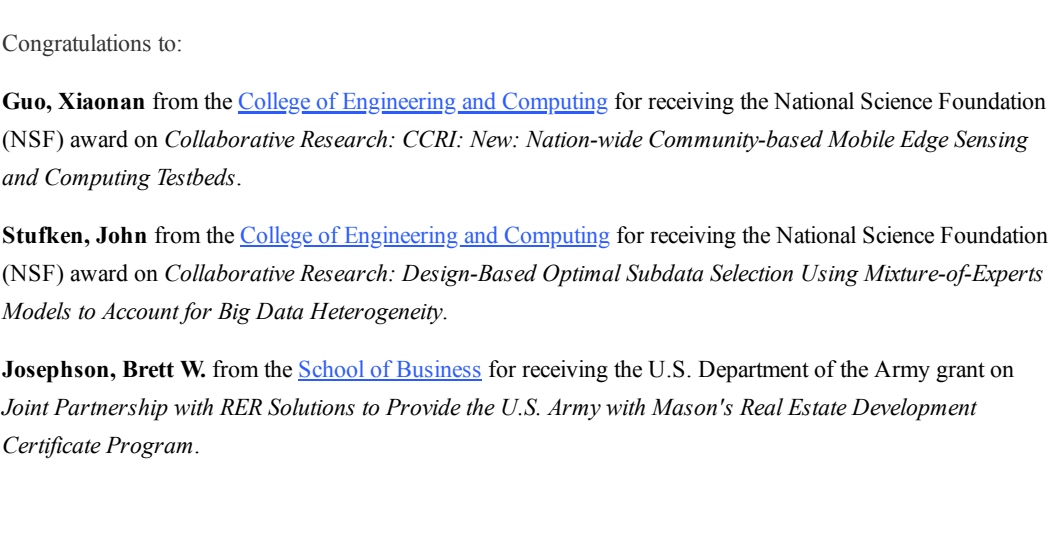 Congratulations to:
Guo, Xiaonan from the College of Engineering and Computing for receiving the National Science Foundation
(NSF) award on Collaborative Research: CCRI: New: Nation-wide Community-based Mobile Edge Sensing
and Computing Testbeds.
Stufken, John from the College of Engineering and Computing for receiving the National Science Foundation
(NSF) award on Collaborative Research: Design-Based Optimal Subdata Selection Using Mixture-of-Experts
Models to Account for Big Data Heterogeneity.
Josephson, Brett W. from the School of Business for receiving the U.S. Department of the Army grant on
Joint Partnership with RER Solutions to Provide the U.S. Army with Mason's Real Estate Development
Certificate Program.